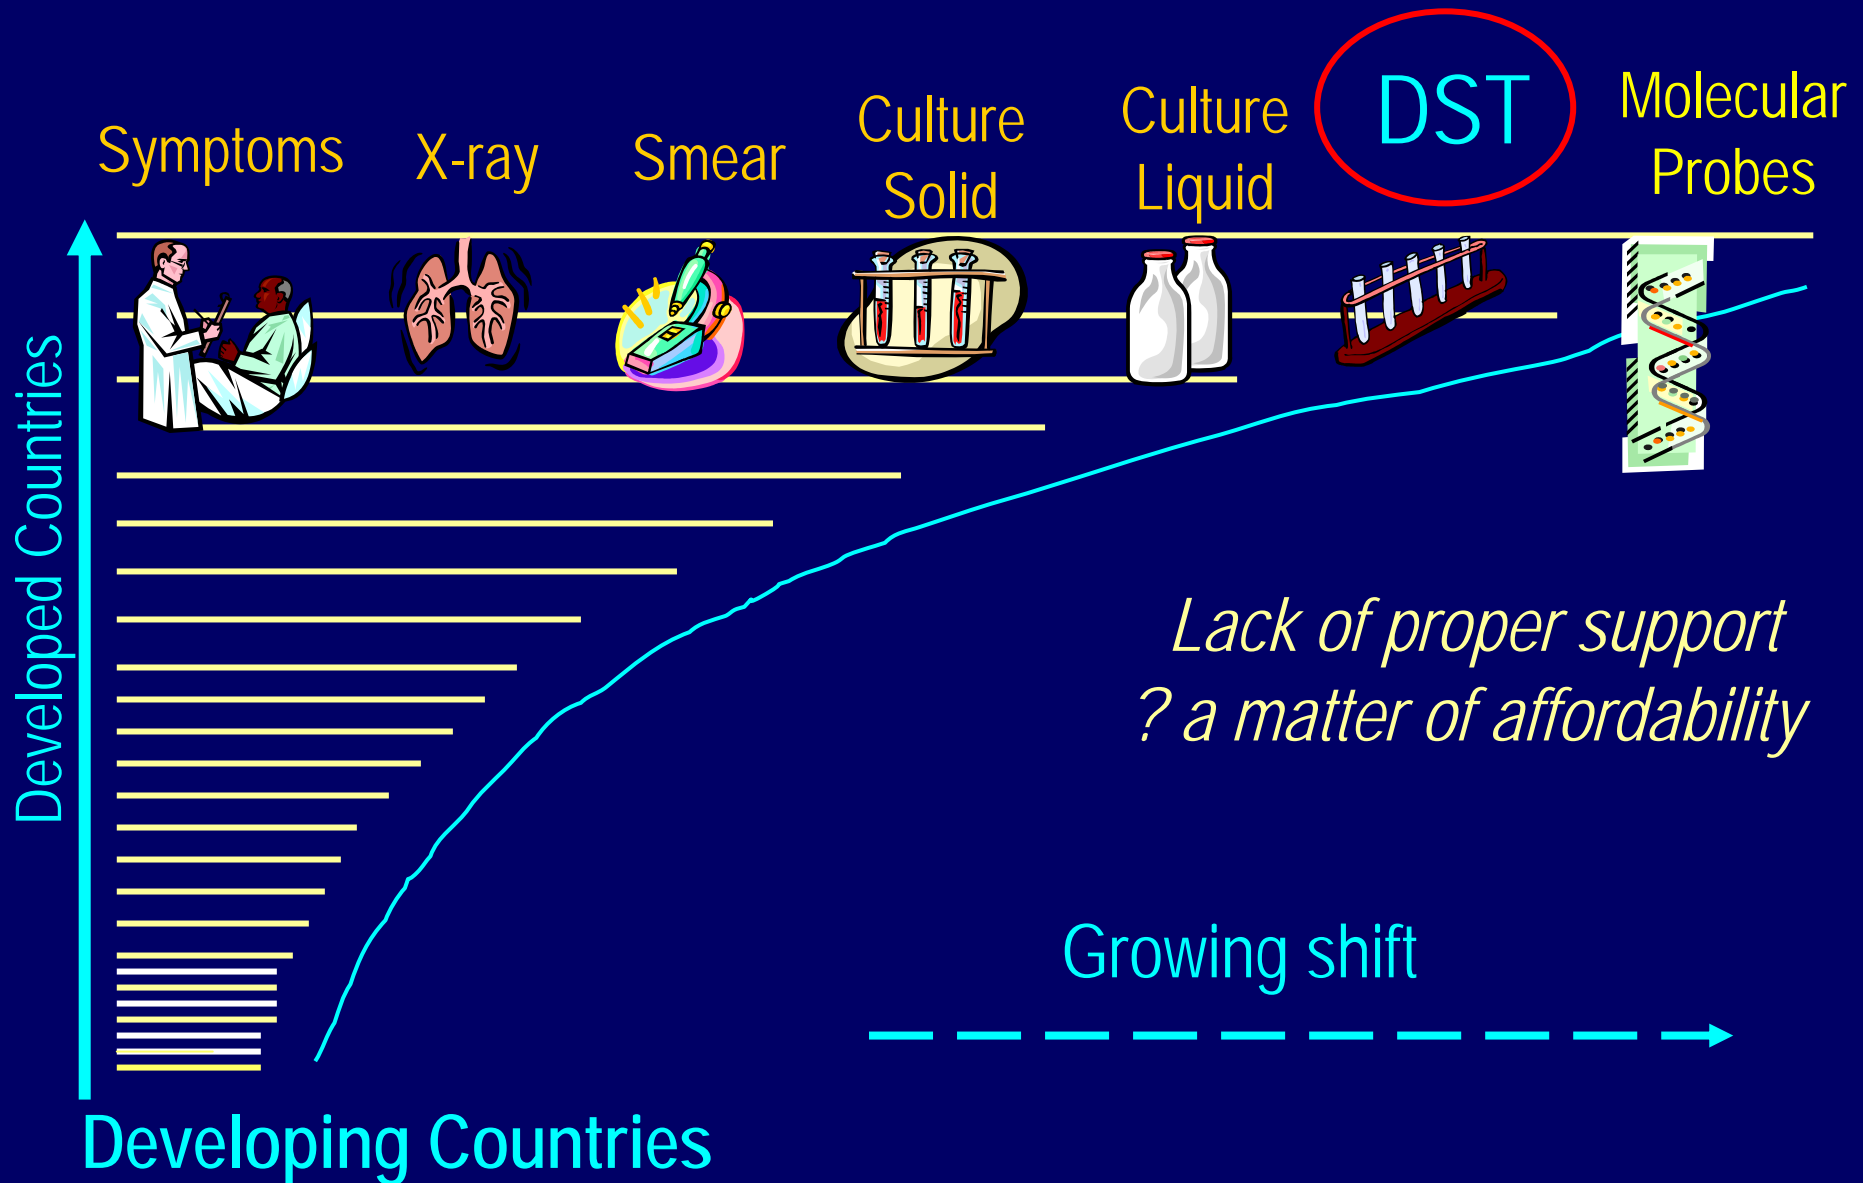 Symptoms
X-ray
Smear
Culture
Solid
Culture
Liquid
DST
Molecular
Probes
Developed Countries
Lack of proper support
? a matter of affordability
Growing shift
Developing Countries